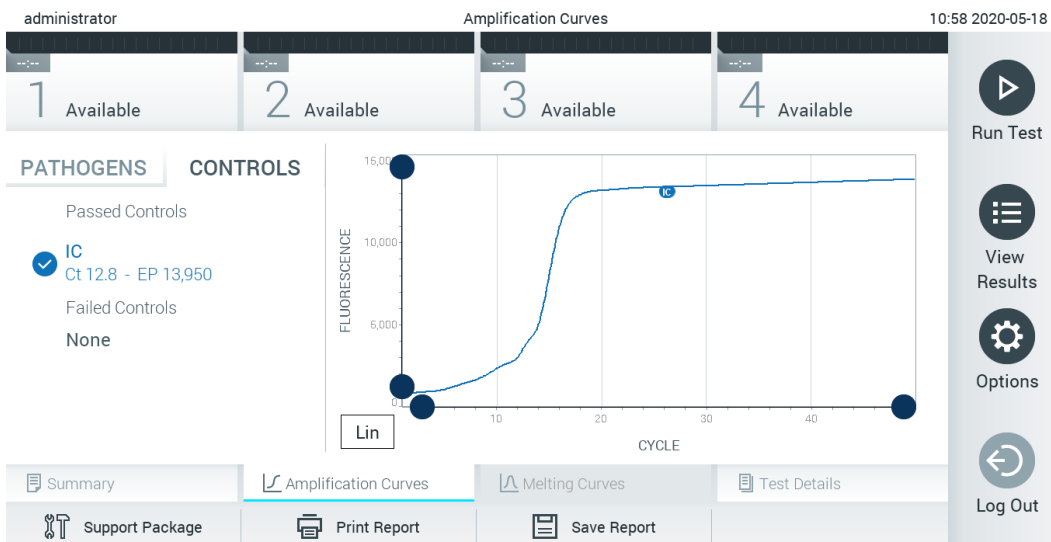 administrator
Amplification Curves
10:58 2020-05-18
--:--
--:--
--:--
--:--
1 Available
2 Available
3 Available
4 Available
Run Test
PATHOGENS
CONTROLS
Passed Controls
IC
Ct 12.8 - EP 13,950
Failed Controls
None
FLUORESCENCE
10,000
5,000
0
IC
10
20
30
40
CYCLE
Lin
View
Results
Options
Log Out
Summary
Amplification Curves
Melting Curves
Test Details
Support Package
Print Report
Save Report